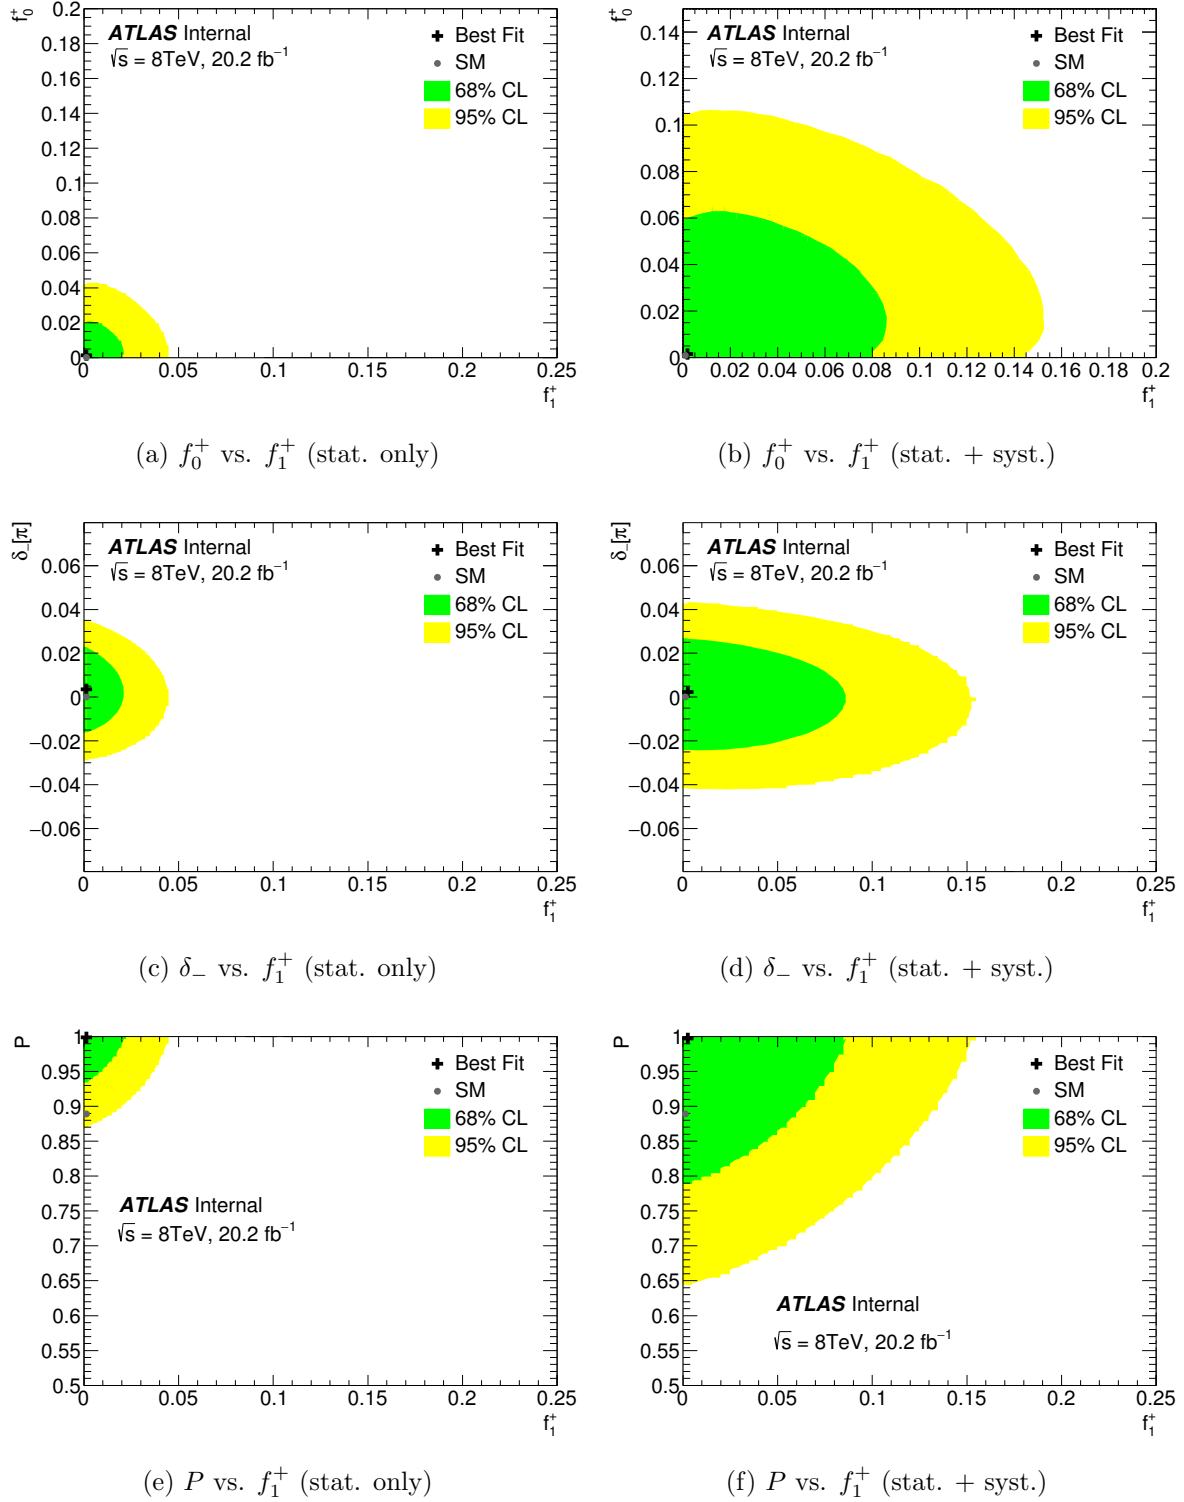 f₀⁺
0.2
0.18
0.16
0.14
0.12
0.1
0.08
0.06
0.04
0.02
0
ATLAS Internal
√s = 8TeV, 20.2 fb⁻¹
Best Fit
SM
68% CL
95% CL
0 0.05 0.1 0.15 0.2 0.25
f₁⁺
(a) f₀⁺ vs. f₁⁺ (stat. only)
f₀⁺
0.14
0.12
0.1
0.08
0.06
0.04
0.02
0
ATLAS Internal
√s = 8TeV, 20.2 fb⁻¹
Best Fit
SM
68% CL
95% CL
0 0.02 0.04 0.06 0.08 0.1 0.12 0.14 0.16 0.18 0.2
f₁⁺
(b) f₀⁺ vs. f₁⁺ (stat. + syst.)
δ₋[π]
0.06
0.04
0.02
0
−0.02
−0.04
−0.06
ATLAS Internal
√s = 8TeV, 20.2 fb⁻¹
Best Fit
SM
68% CL
95% CL
0 0.05 0.1 0.15 0.2 0.25
f₁⁺
(c) δ₋ vs. f₁⁺ (stat. only)
δ₋[π]
0.06
0.04
0.02
0
−0.02
−0.04
−0.06
ATLAS Internal
√s = 8TeV, 20.2 fb⁻¹
Best Fit
SM
68% CL
95% CL
0 0.05 0.1 0.15 0.2 0.25
f₁⁺
(d) δ₋ vs. f₁⁺ (stat. + syst.)
P
1
0.95
0.9
0.85
0.8
0.75
0.7
0.65
0.6
0.55
0.5
Best Fit
SM
68% CL
95% CL
ATLAS Internal
√s = 8TeV, 20.2 fb⁻¹
0 0.05 0.1 0.15 0.2 0.25
f₁⁺
(e) P vs. f₁⁺ (stat. only)
P
1
0.95
0.9
0.85
0.8
0.75
0.7
0.65
0.6
0.55
0.5
Best Fit
SM
68% CL
95% CL
ATLAS Internal
√s = 8TeV, 20.2 fb⁻¹
0 0.05 0.1 0.15 0.2 0.25
f₁⁺
(f) P vs. f₁⁺ (stat. + syst.)